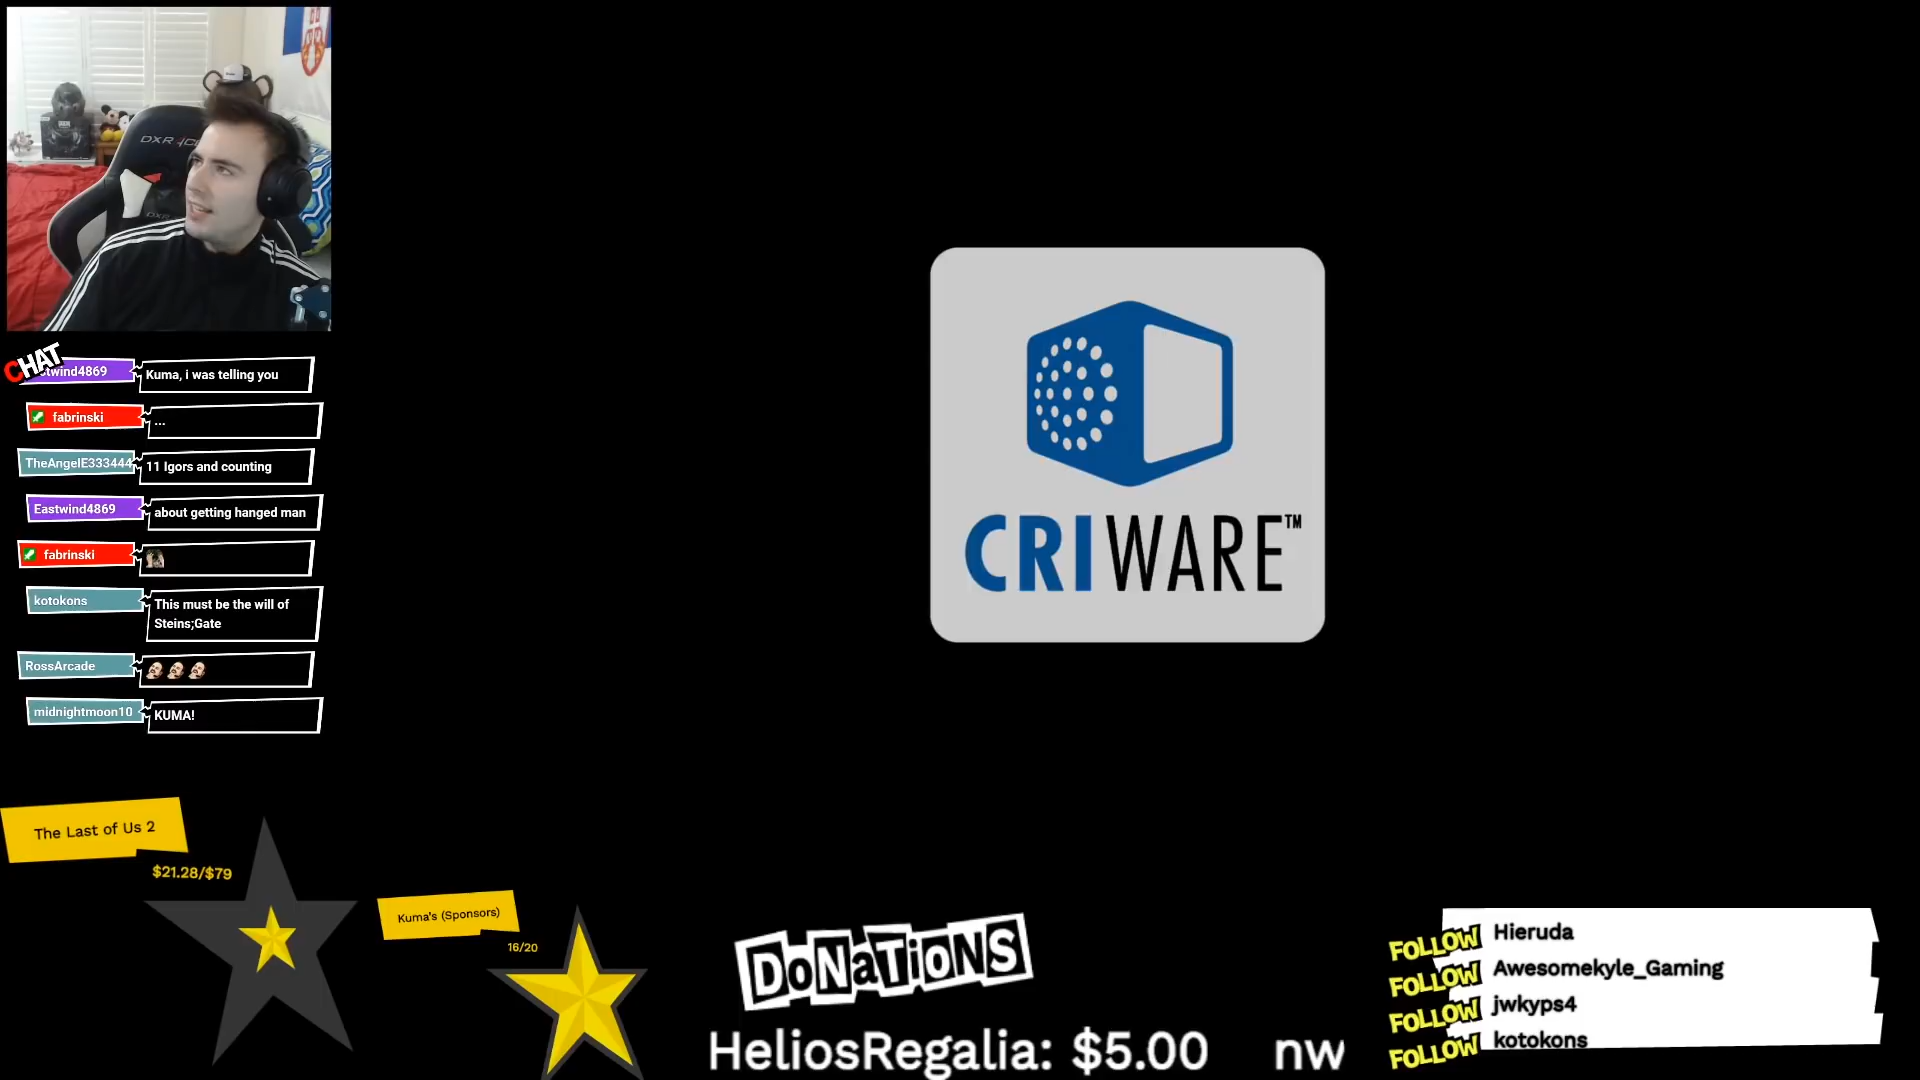 DXR
CHAT
twind4869
Kuma, i was telling you
fabrinski
...
TheAngelE333444
11 Igors and counting
Eastwind4869
about getting hanged man
fabrinski
kotokons
This must be the will of
Steins;Gate
RossArcade
midnightmoon10
KUMA!
CRIWARE™
The Last of Us 2
$21.28/$79
Kuma's (Sponsors)
16/20
DoNaTiONS
HeliosRegalia: $5.00 nw
FOLLOW Hieruda
FOLLOW Awesomekyle_Gaming
FOLLOW jwkyps4
FOLLOW kotokons